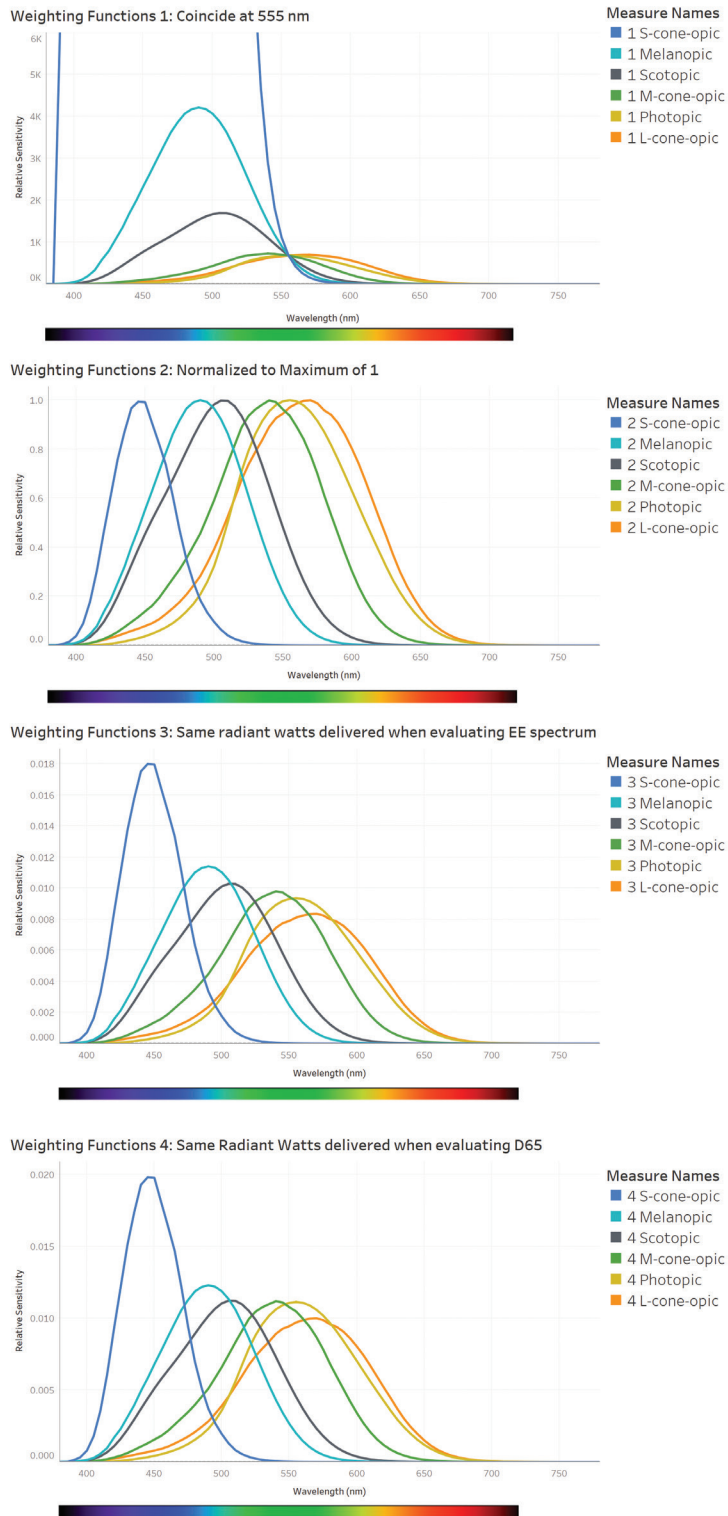 Weighting Functions 1: Coincide at 555 nm
Measure Names
1 S-cone-opic
1 Melanopic
1 Scotopic
1 M-cone-opic
1 Photopic
1 L-cone-opic
6K
4K
3K
2K
1K
0K
Relative Sensitivity
400 450 500 550 600 650 700 750
Wavelength (nm)
Weighting Functions 2: Normalized to Maximum of 1
Measure Names
2 S-cone-opic
2 Melanopic
2 Scotopic
2 M-cone-opic
2 Photopic
2 L-cone-opic
1.0
0.8
0.6
0.4
0.2
0.0
Relative Sensitivity
400 450 500 550 600 650 700 750
Wavelength (nm)
Weighting Functions 3: Same radiant watts delivered when evaluating EE spectrum
Measure Names
3 S-cone-opic
3 Melanopic
3 Scotopic
3 M-cone-opic
3 Photopic
3 L-cone-opic
0.018
0.016
0.014
0.012
0.010
0.008
0.006
0.004
0.002
0.000
Relative Sensitivity
400 450 500 550 600 650 700 750
Wavelength (nm)
Weighting Functions 4: Same Radiant Watts delivered when evaluating D65
Measure Names
4 S-cone-opic
4 Melanopic
4 Scotopic
4 M-cone-opic
4 Photopic
4 L-cone-opic
0.020
0.015
0.010
0.005
0.000
Relative Sensitivity
400 450 500 550 600 650 700 750
Wavelength (nm)